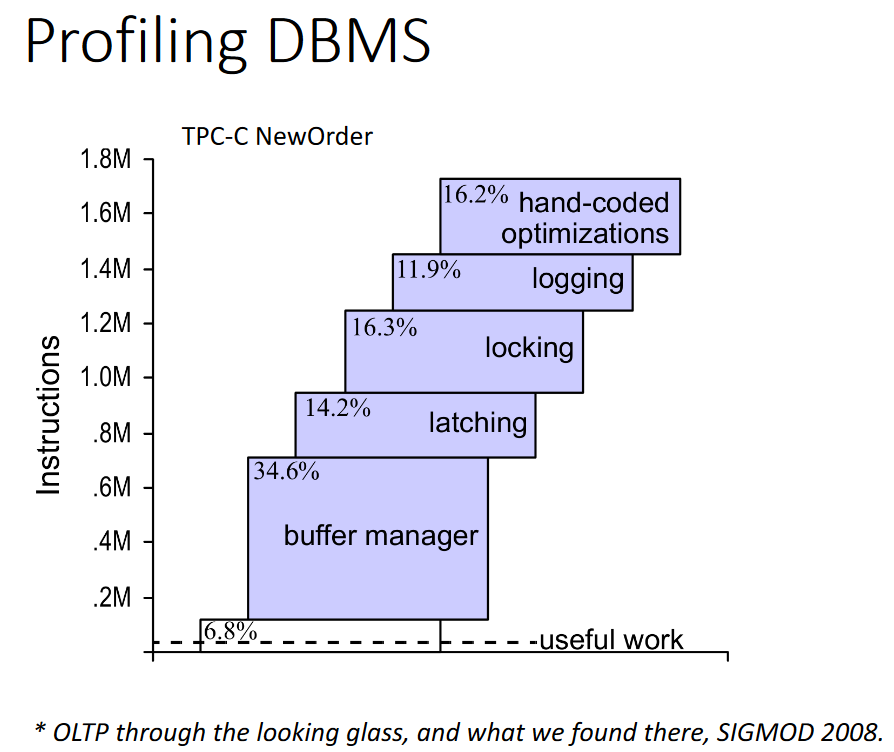 Profiling DBMS
TPC-C NewOrder
1.8M
1.6M
1.4M
1.2M
1.0M
.8M
.6M
.4M
.2M
Instructions
16.2%
hand-coded
optimizations
11.9%
logging
16.3%
locking
14.2%
latching
34.6%
buffer manager
6.8%
useful work
* OLTP through the looking glass, and what we found there, SIGMOD 2008.